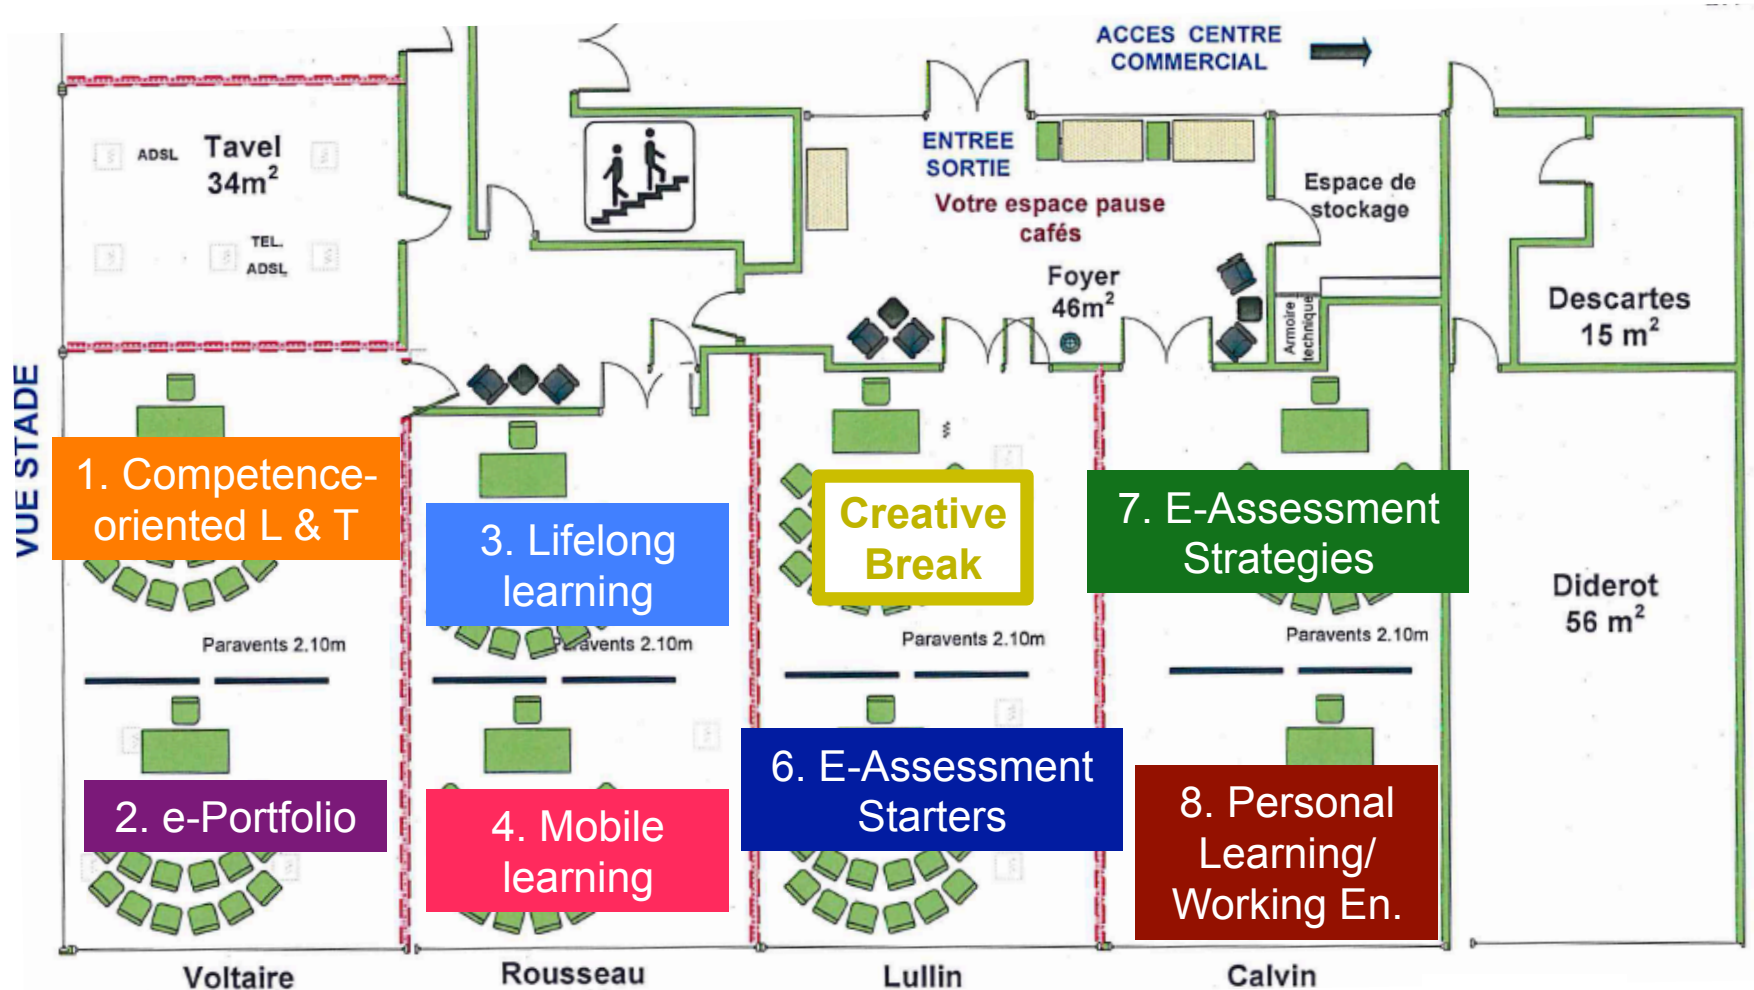 ACCES CENTRE
COMMERCIAL
ENTREE
SORTIE
Votre espace pause
cafés
Foyer
46m²
Espace de
stockage
Armoire
technique
Descartes
15 m²
Diderot
56 m²
Tavel
34m²
ADSL
TEL.
ADSL
VUE STADE
1. Competence-
oriented L & T
2. e-Portfolio
3. Lifelong
learning
4. Mobile
learning
Creative
Break
6. E-Assessment
Starters
7. E-Assessment
Strategies
8. Personal
Learning/
Working En.
Paravents 2.10m
Paravents 2.10m
Paravents 2.10m
Paravents 2.10m
Voltaire
Rousseau
Lullin
Calvin